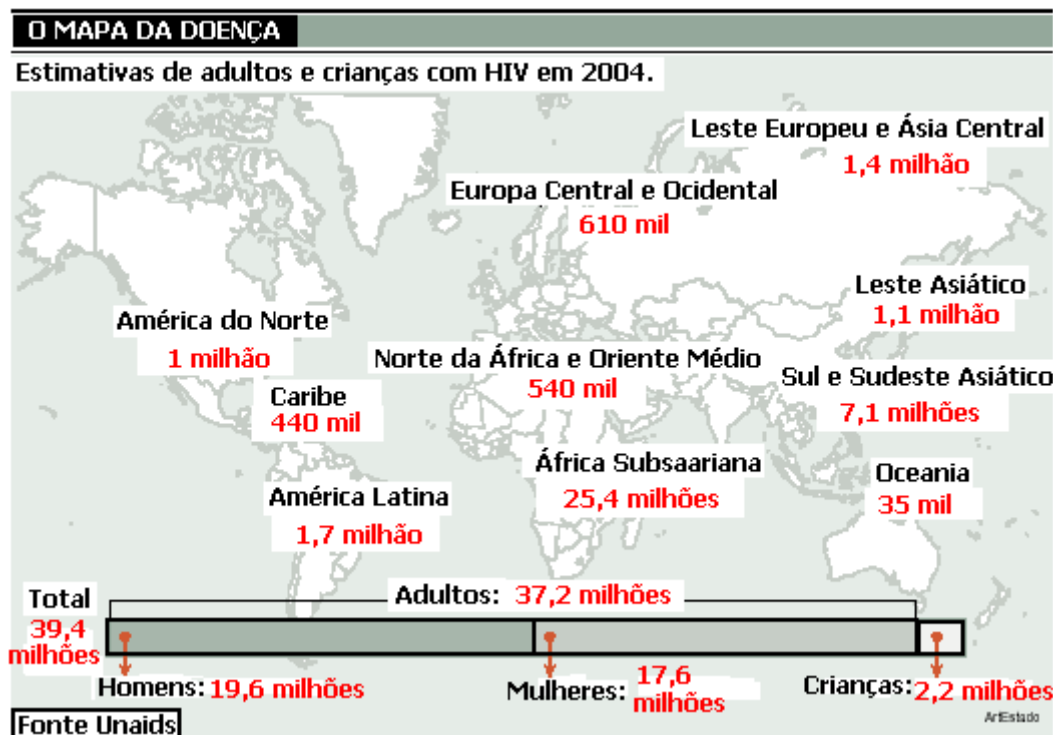 O MAPA DA DOENÇA
Estimativas de adultos e crianças com HIV em 2004.
Leste Europeu e Ásia Central
1,4 milhão
Europa Central e Ocidental
610 mil
Leste Asiático
1,1 milhão
América do Norte
1 milhão
Norte da África e Oriente Médio
540 mil
Sul e Sudeste Asiático
7,1 milhões
Caribe
440 mil
África Subsaariana
25,4 milhões
Oceania
35 mil
América Latina
1,7 milhão
Total
39,4
milhões
Adultos: 37,2 milhões
Homens: 19,6 milhões
Mulheres: 17,6
milhões
Crianças: 2,2 milhões
Fonte Unaids
ArtEstado